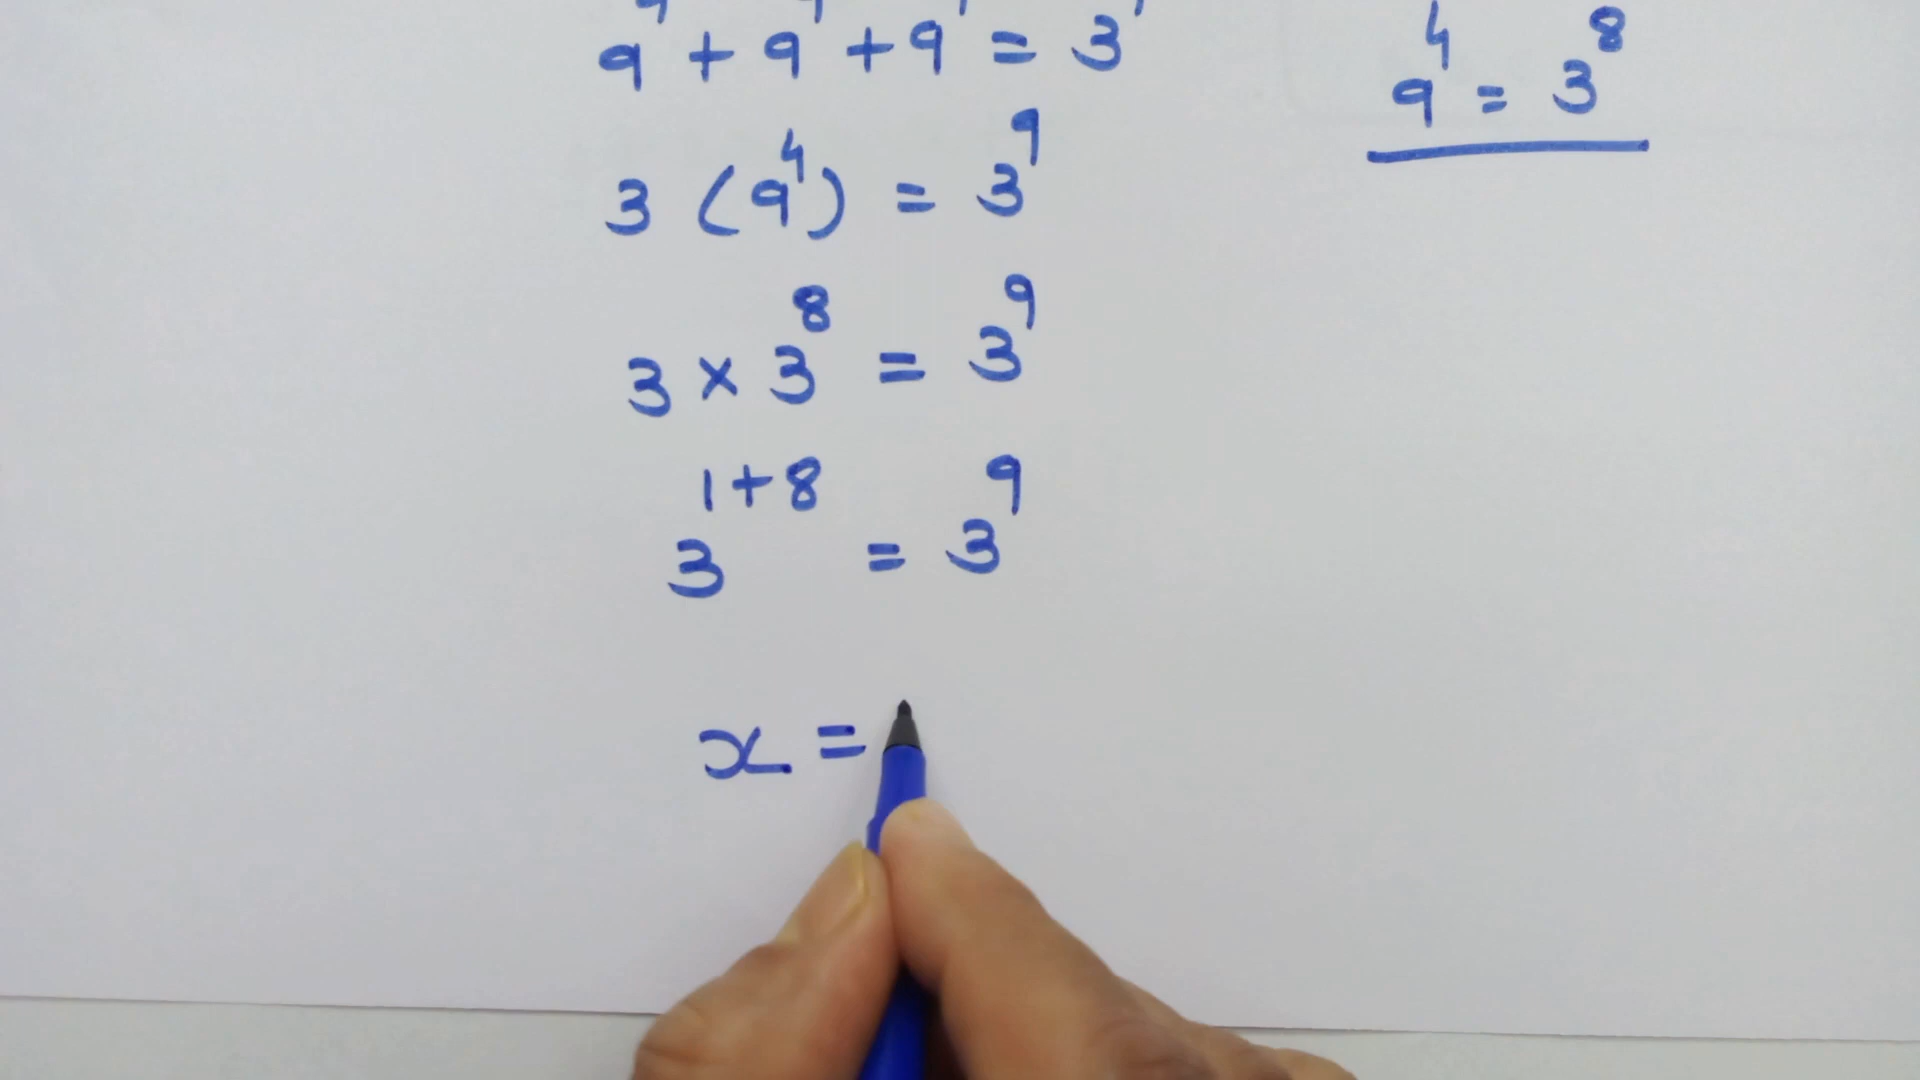 9 + 9 + 9 = 3
9⁴ = 3⁸
3 (9⁴) = 3⁹
3 × 3⁸ = 3⁹
3¹⁺⁸ = 3⁹
x =